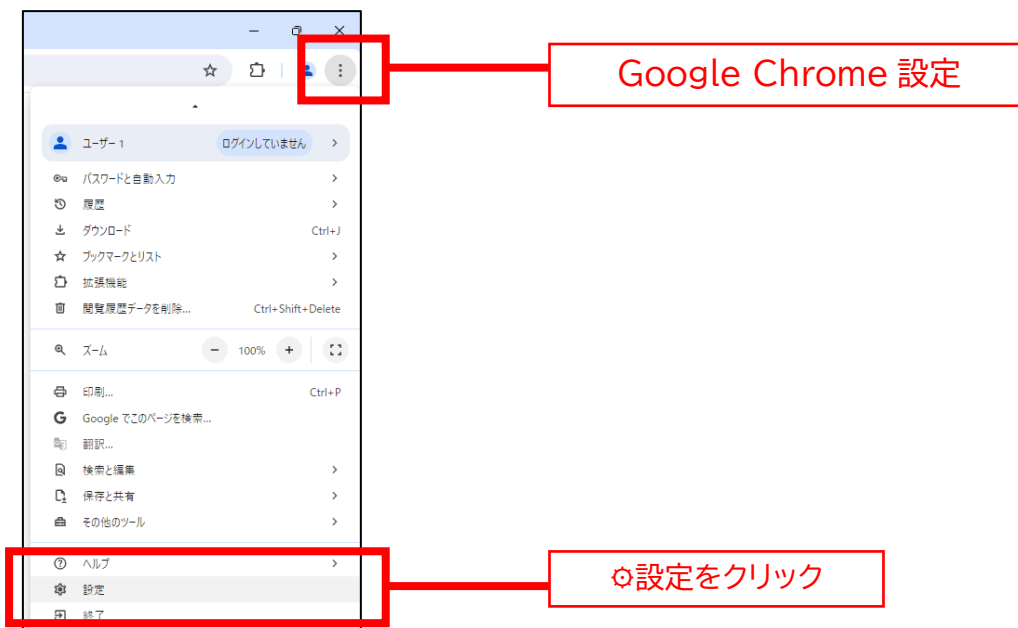 Google Chrome 設定
ユーザー 1 ログインしていません
パスワードと自動入力
履歴
ダウンロード Ctrl+J
ブックマークとリスト
拡張機能
閲覧履歴データを削除... Ctrl+Shift+Delete
ズーム - 100% +
印刷... Ctrl+P
Google でこのページを検索...
翻訳...
検索と編集
保存と共有
その他のツール
ヘルプ
設定
終了
⚙設定をクリック